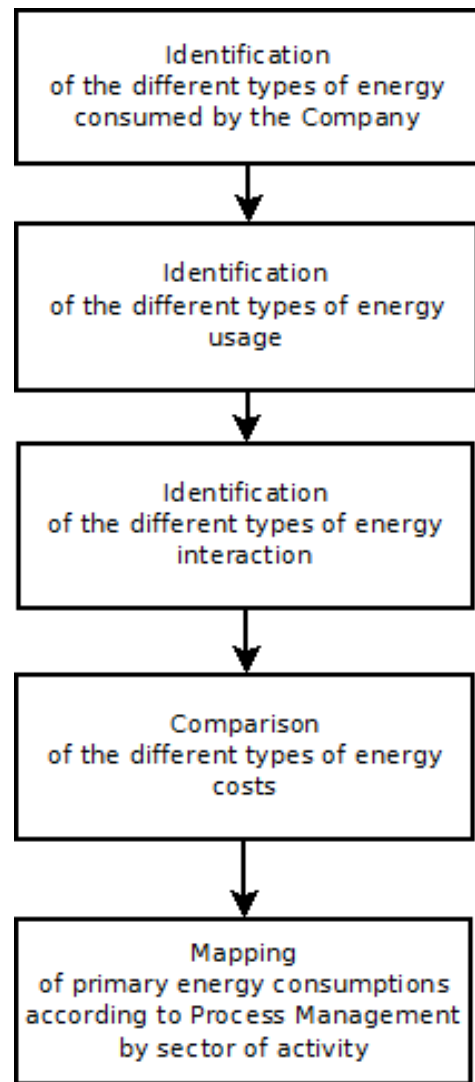 Identification
of the different types of energy
consumed by the Company
Identification
of the different types of energy
usage
Identification
of the different types of energy
interaction
Comparison
of the different types of energy
costs
Mapping
of primary energy consumptions
according to Process Management
by sector of activity